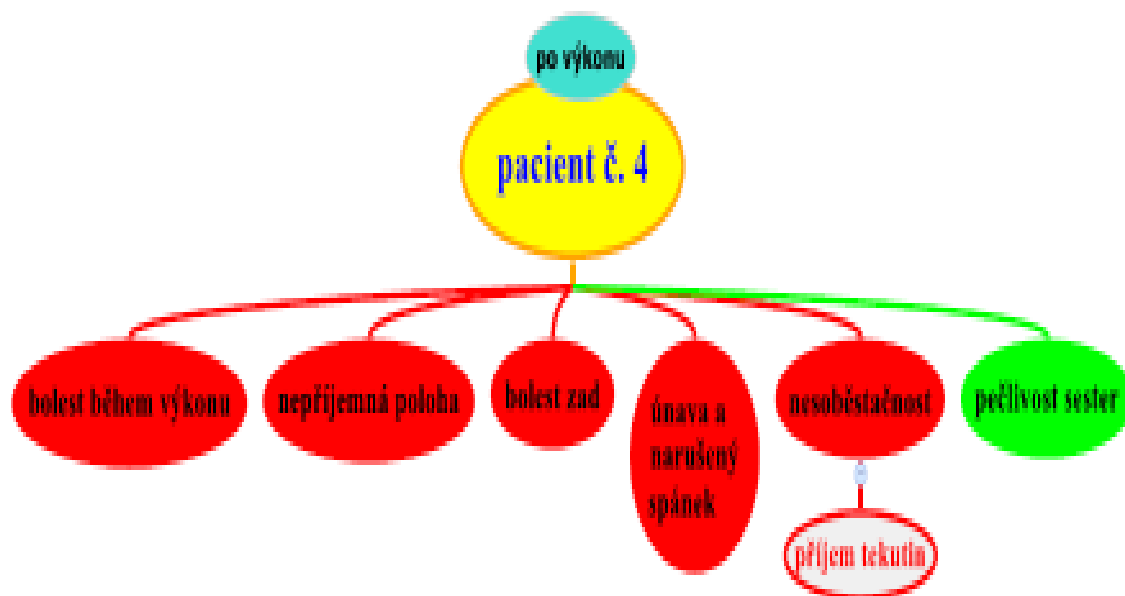 po výkonu
pacient č. 4
bolest během výkonu
nepříjemná poloha
bolest zad
únava a
narušený
spánek
nesoběstačnost
pečlivost sester
příjem tekutin